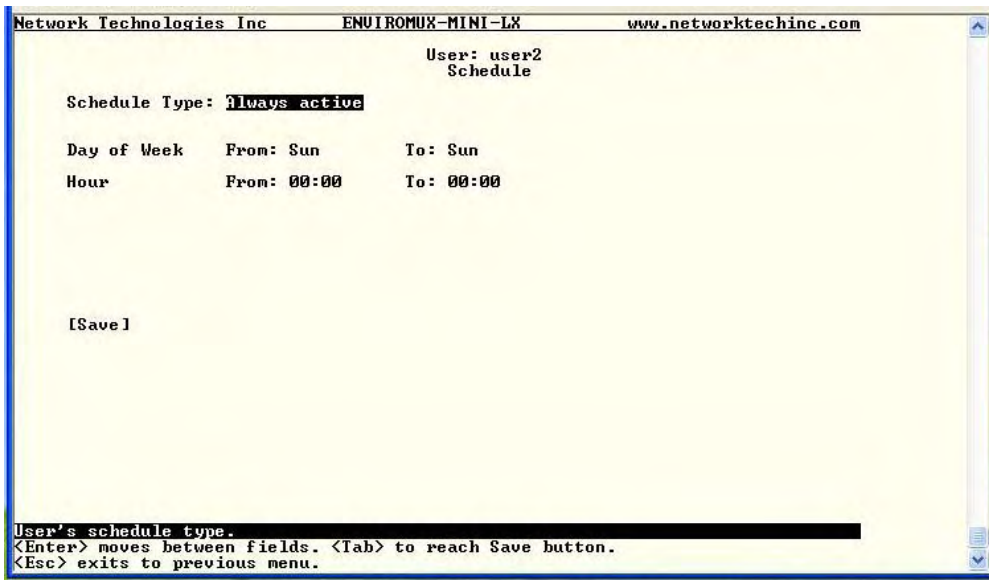 Network Technologies Inc ENVIROMUX-MINI-LX www.networktechinc.com
User: user2
Schedule
Schedule Type: Always active
Day of Week From: Sun To: Sun
Hour From: 00:00 To: 00:00
[Save]
User's schedule type.
<Enter> moves between fields. <Tab> to reach Save button.
<Esc> exits to previous menu.